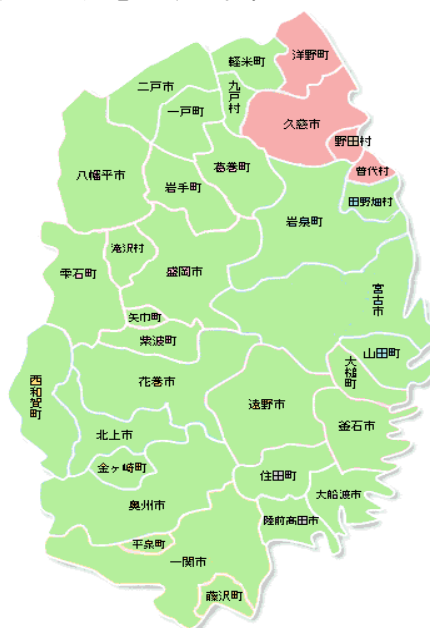 洋野町
軽米町
二戸市
九戸村
一戸町
久慈市
野田村
普代村
葛巻町
八幡平市
岩手町
田野畑村
岩泉町
滝沢村
盛岡市
雫石町
宮古市
矢巾町
紫波町
山田町
大槌町
花巻市
西和賀町
遠野市
釜石市
北上市
金ヶ崎町
住田町
大船渡市
奥州市
陸前高田市
平泉町
一関市
藤沢町